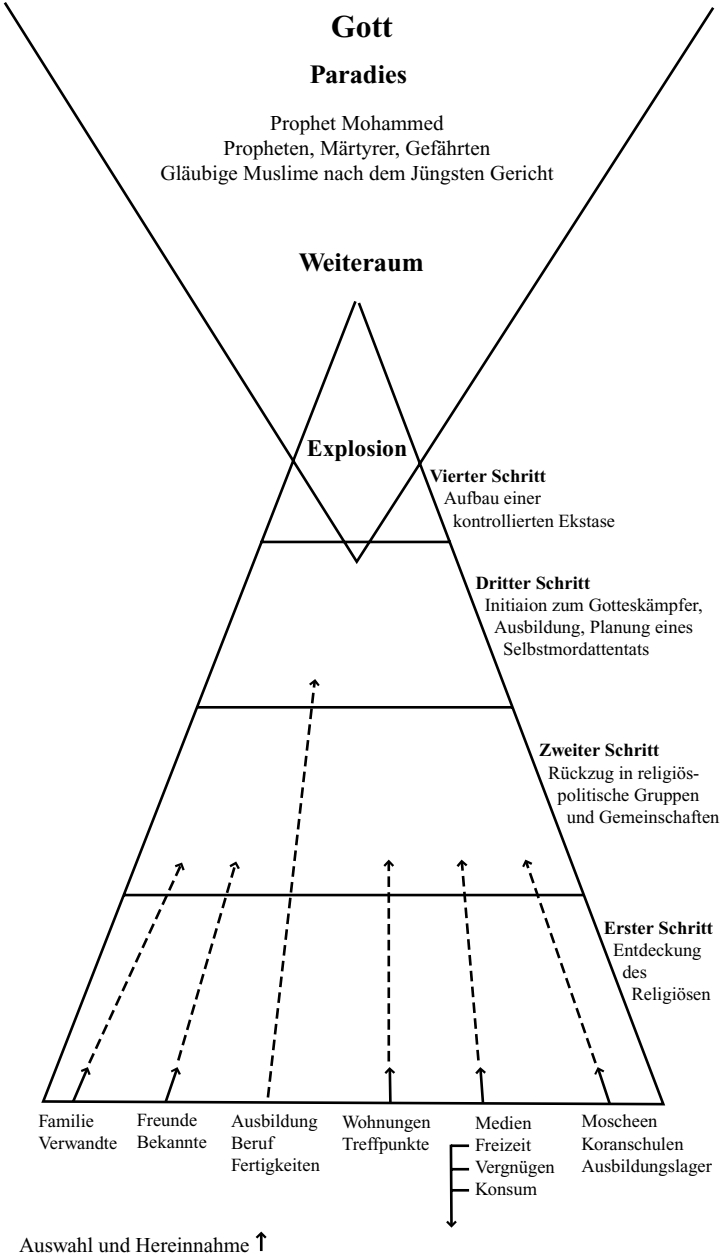 Gott
Paradies
Prophet Mohammed
Propheten, Märtyrer, Gefährten
Gläubige Muslime nach dem Jüngsten Gericht
Weiteraum
Explosion
Vierter Schritt
Aufbau einer
kontrollierten Ekstase
Dritter Schritt
Initiaion zum Gotteskämpfer,
Ausbildung, Planung eines
Selbstmordattentats
Zweiter Schritt
Rückzug in religiös-
politische Gruppen
und Gemeinschaften
Erster Schritt
Entdeckung
des
Religiösen
Familie
Verwandte
Freunde
Bekannte
Ausbildung
Beruf
Fertigkeiten
Wohnungen
Treffpunkte
Medien
Freizeit
Vergnügen
Konsum
Moscheen
Koranschulen
Ausbildungslager
Auswahl und Hereinnahme ↑